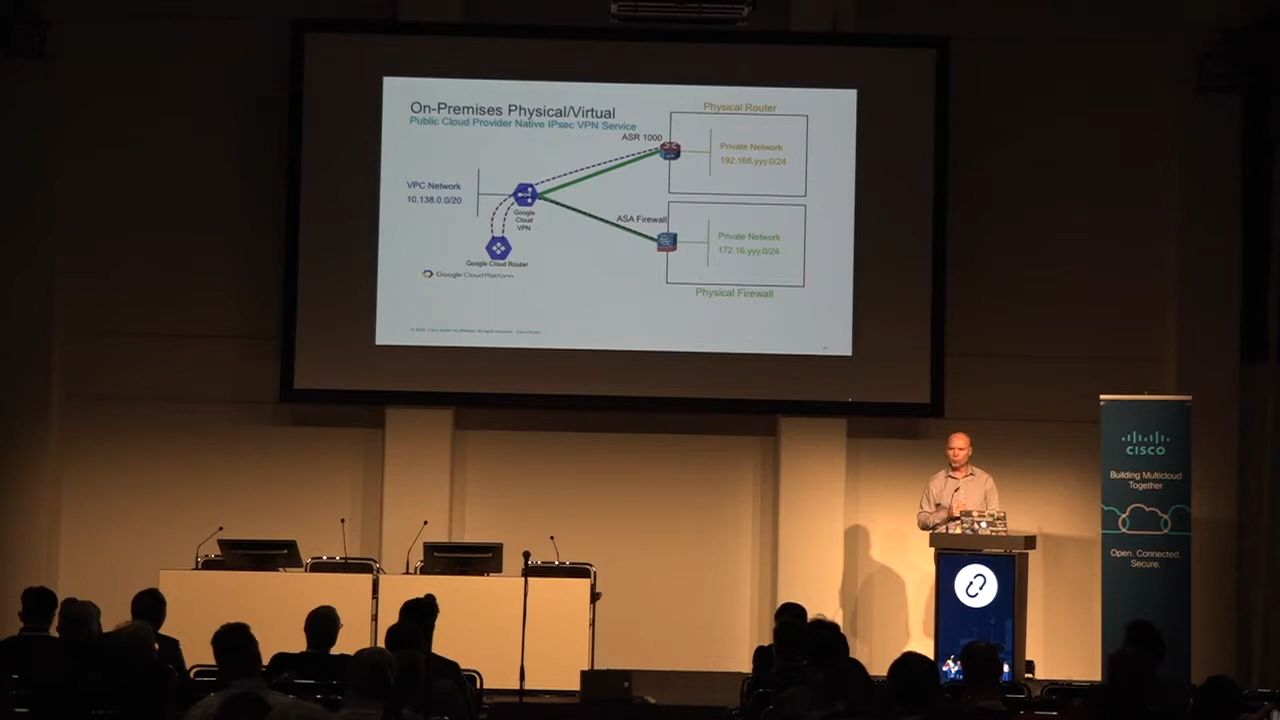 On-Premises Physical/Virtual
Public Cloud Provider Native IPsec VPN Service
Physical Router
ASR 1000
Private Network
192.168.yyy.0/24
VPC Network
10.138.0.0/20
Google
Cloud
VPN
ASA Firewall
Private Network
172.16.yyy.0/24
Google Cloud Router
Google Cloud Platform
Physical Firewall
CISCO
Building Multicloud
Together
Open. Connected.
Secure.